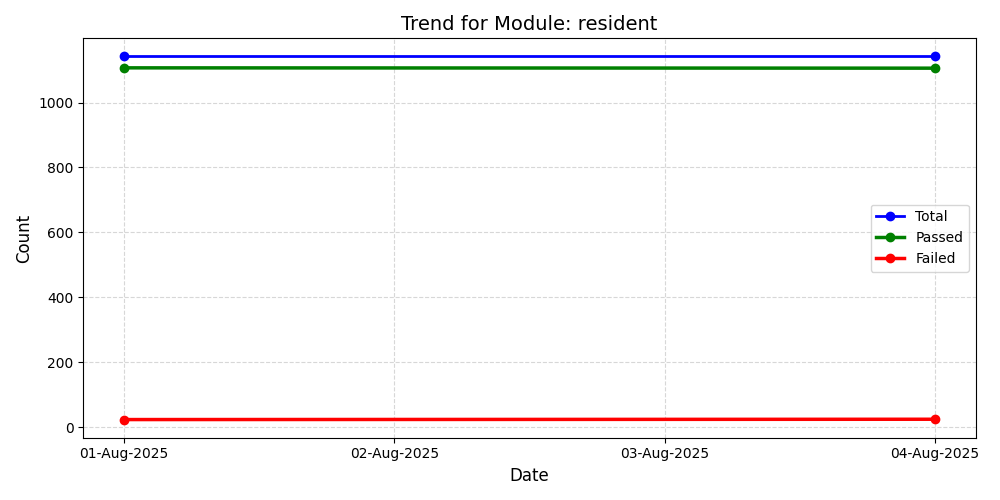 Trend for Module: resident
Count
1000
800
600
400
200
0
Total
Passed
Failed
01-Aug-2025
02-Aug-2025
03-Aug-2025
04-Aug-2025
Date